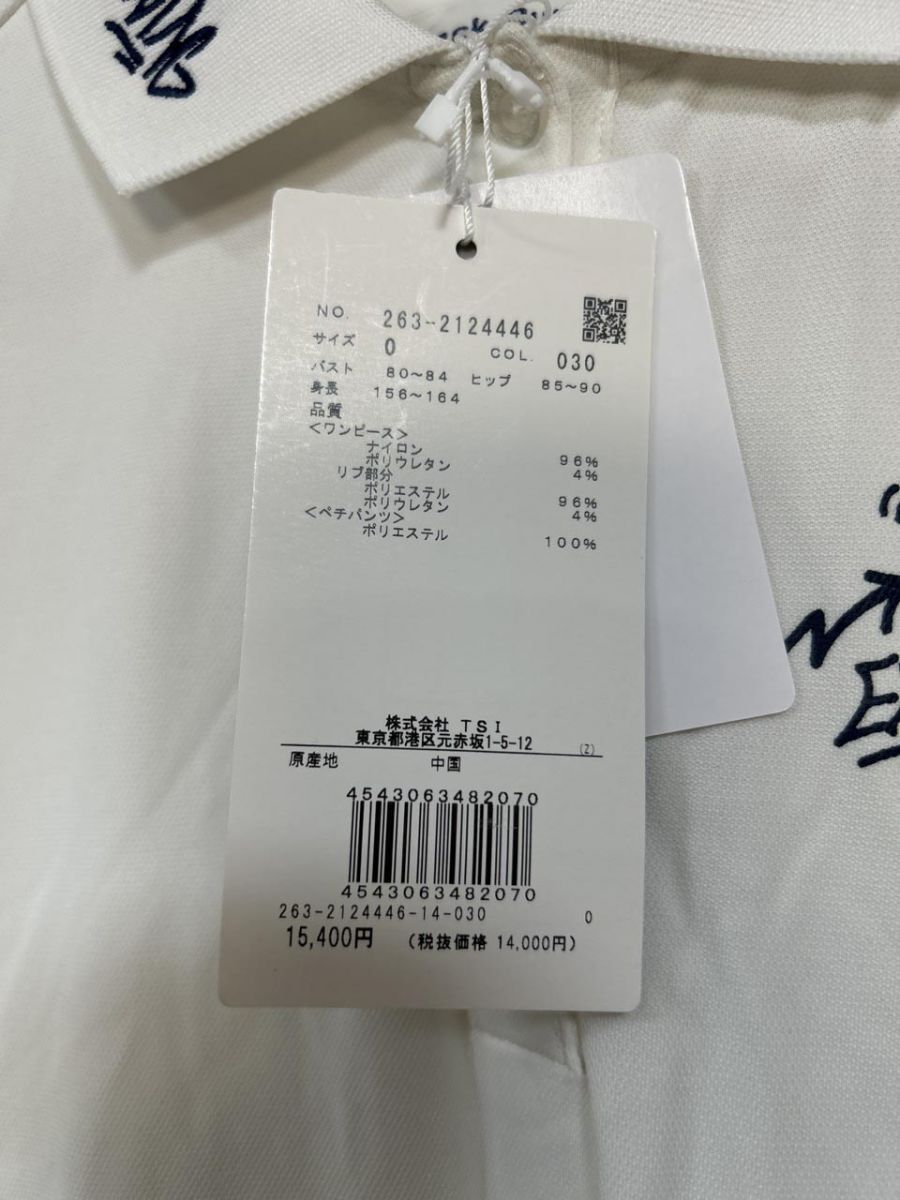 NO. 263-2124446
サイズ 0 COL. 030
バスト 80～84 ヒップ 85～90
身長 156～164
品質
＜ワンピース＞
ナイロン 96%
ポリウレタン 4%
リブ部分
ポリエステル 96%
ポリウレタン 4%
＜ペチパンツ＞
ポリエステル 100%
株式会社 TSI
東京都港区元赤坂1-5-12 (2)
原産地 中国
4543063482070
4543063482070
263-2124446-14-030 0
15,400円 （税抜価格 14,000円）